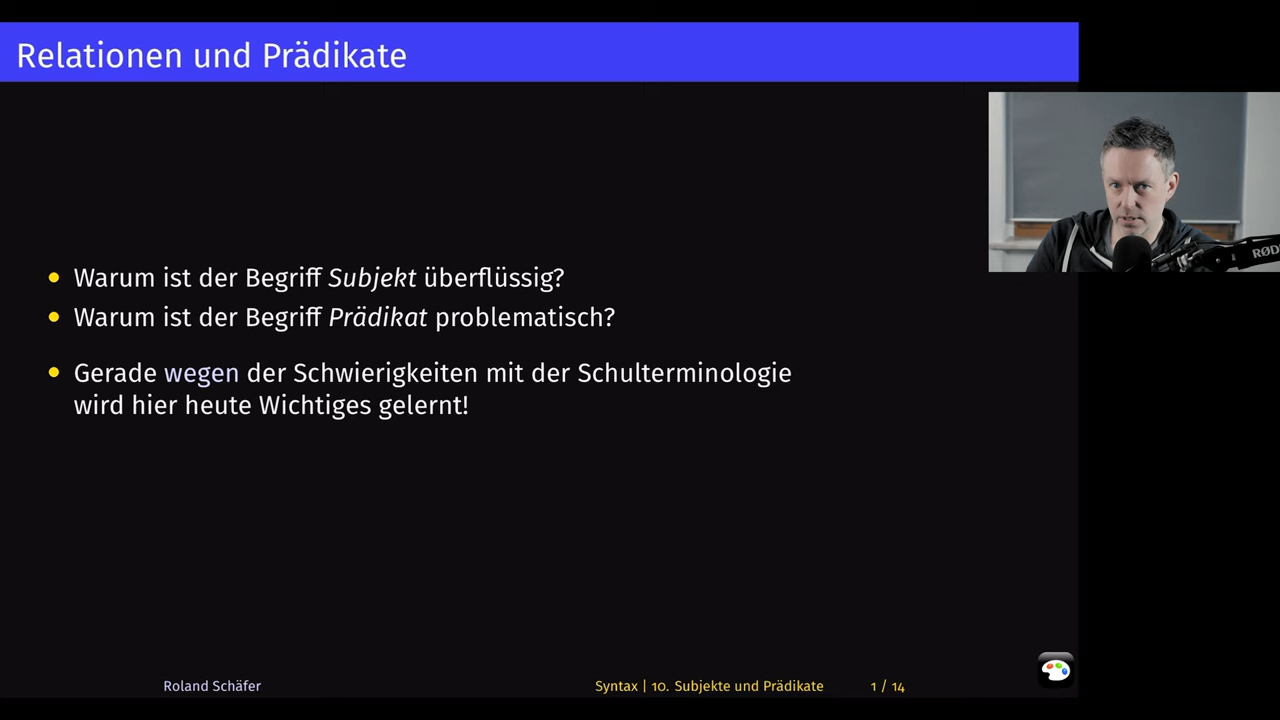 Relationen und Prädikate
Warum ist der Begriff Subjekt überflüssig?
Warum ist der Begriff Prädikat problematisch?
Gerade wegen der Schwierigkeiten mit der Schulterminologie
wird hier heute Wichtiges gelernt!
RØD
Roland Schäfer
Syntax | 10. Subjekte und Prädikate
1 / 14